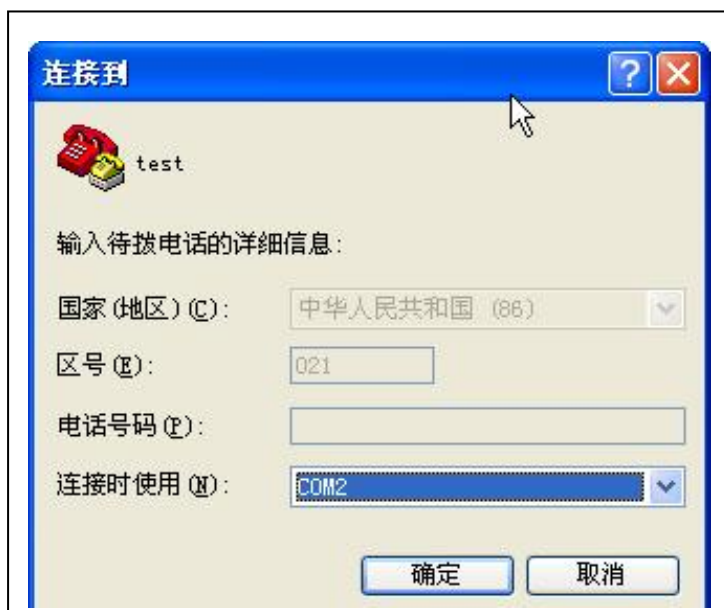 连接到
test
输入待拨电话的详细信息:
国家(地区)(C): 中华人民共和国 (86)
区号(E): 021
电话号码(P):
连接时使用(N): COM2
确定 取消